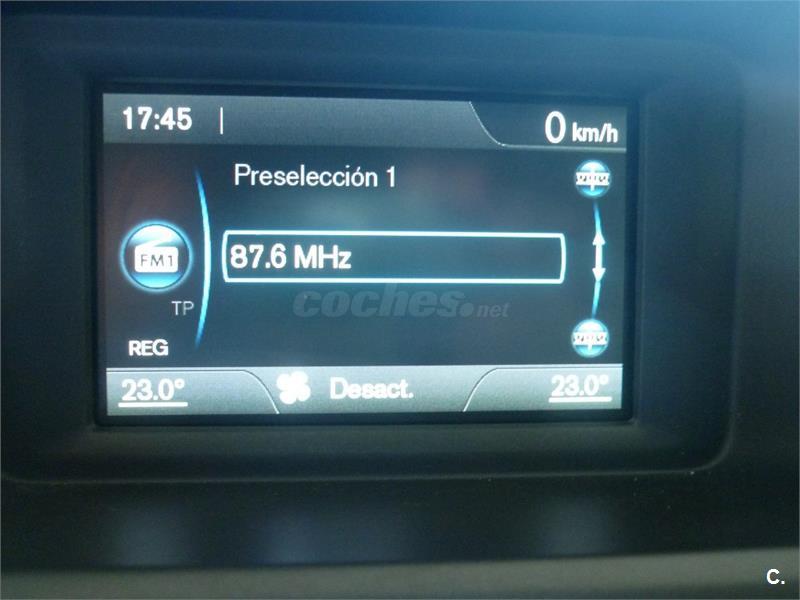 17:45 0 km/h
Preselección 1
FM1 87.6 MHz
coches.net
TP
REG
23.0° Desact. 23.0°
C.